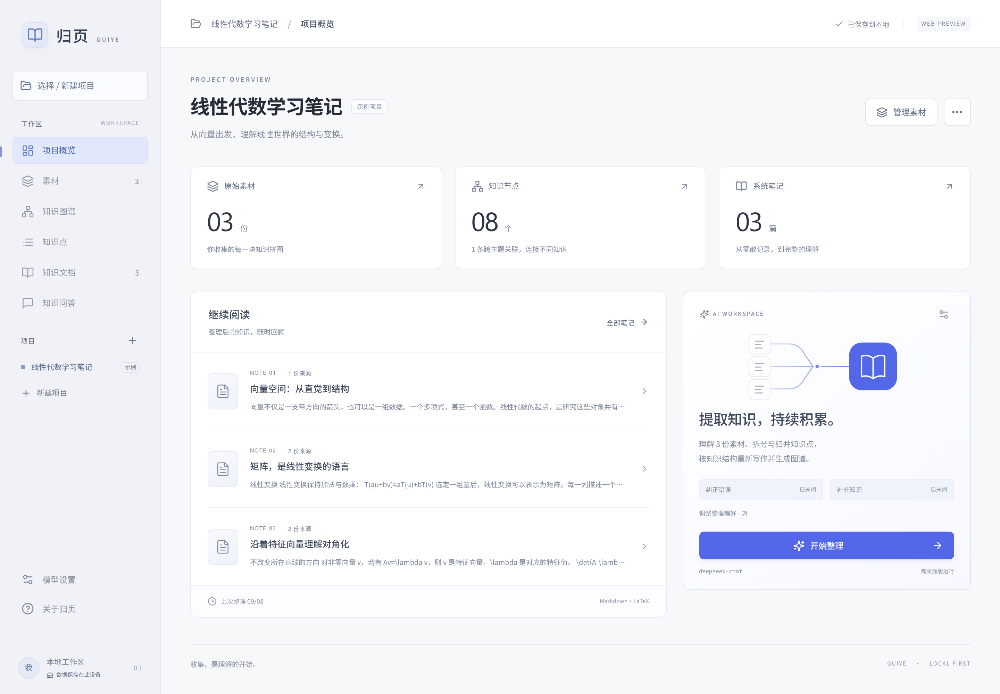 归页 GUIYE
选择 / 新建项目
工作区 WORKSPACE
项目概览
素材 3
知识图谱
知识点
知识文档 3
知识问答
项目
线性代数学习笔记 示例
新建项目
模型设置
关于归页
我 本地工作区 0.1
数据保存在此设备
线性代数学习笔记 / 项目概览
已保存到本地 WEB PREVIEW
PROJECT OVERVIEW
线性代数学习笔记 示例项目
从向量出发，理解线性世界的结构与变换。
管理素材
原始素材
03 份
你收集的每一块知识拼图
知识节点
08 个
1 条跨主题关联，连接不同知识
系统笔记
03 篇
从零散记录，到完整的理解
继续阅读
整理后的知识，随时回顾
全部笔记
NOTE 01 · 1 份来源
向量空间：从直觉到结构
向量不仅是一支带方向的箭头，也可以是一组数据、一个多项式，甚至一个函数。线性代数的起点，是研究这些对象共有…
NOTE 02 · 2 份来源
矩阵，是线性变换的语言
线性变换 线性变换保持加法与数乘： T(au+bv)=aT(u)+bT(v) 选定一组基后，线性变换可以表示为矩阵。每一列描述一个…
NOTE 03 · 2 份来源
沿着特征向量理解对角化
不改变所在直线的方向 对非零向量 v，若有 Av=\lambda v，则 v 是特征向量，\lambda 是对应的特征值。 \det(A-\lamb…
上次整理 09/08
Markdown + LaTeX
AI WORKSPACE
提取知识，持续积累。
理解 3 份素材、拆分与归并知识点，
按知识结构重新写作并生成图谱。
纠正错误 已关闭
补充知识 已关闭
调整整理偏好
开始整理
deepseek-chat
需桌面版运行
收集，是理解的开始。
GUIYE · LOCAL FIRST